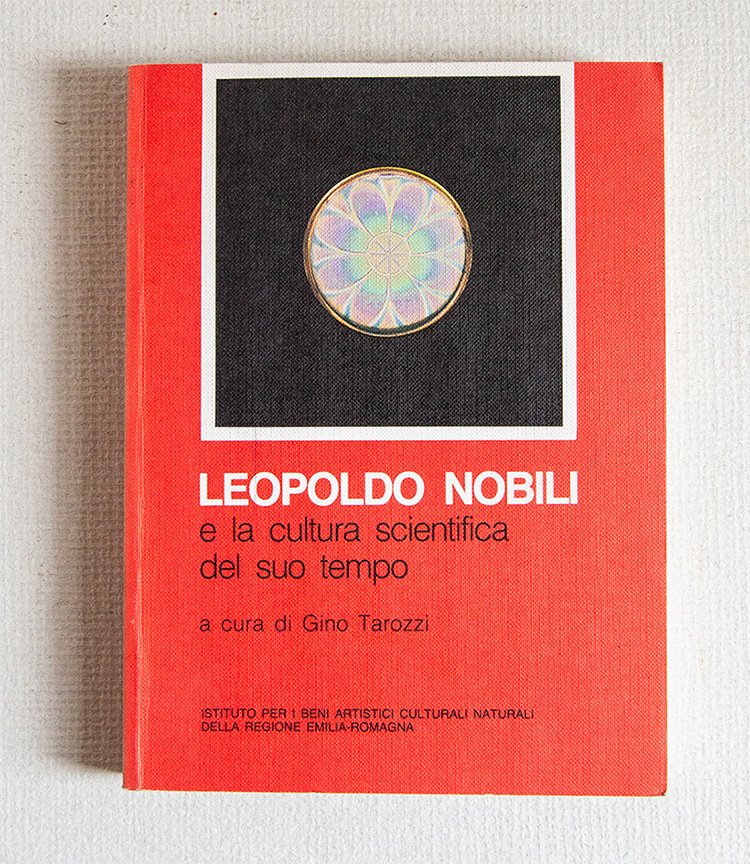 LEOPOLDO NOBILI
e la cultura scientifica
del suo tempo
a cura di Gino Tarozzi
ISTITUTO PER I BENI ARTISTICI CULTURALI NATURALI
DELLA REGIONE EMILIA-ROMAGNA